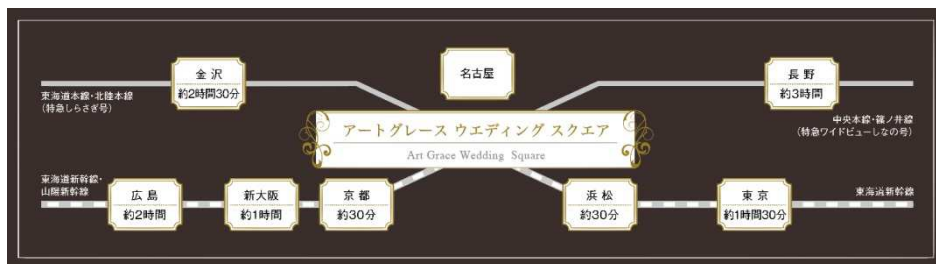 金沢
約2時間30分
名古屋
長野
約3時間
東海道本線・北陸本線
(特急しらさぎ号)
中央本線・篠ノ井線
(特急ワイドビューしなの号)
アートグレース ウエディング スクエア
Art Grace Wedding Square
東海道新幹線・
山陽新幹線
広島
約2時間
新大阪
約1時間
京都
約30分
浜松
約30分
東京
約1時間30分
東海道新幹線